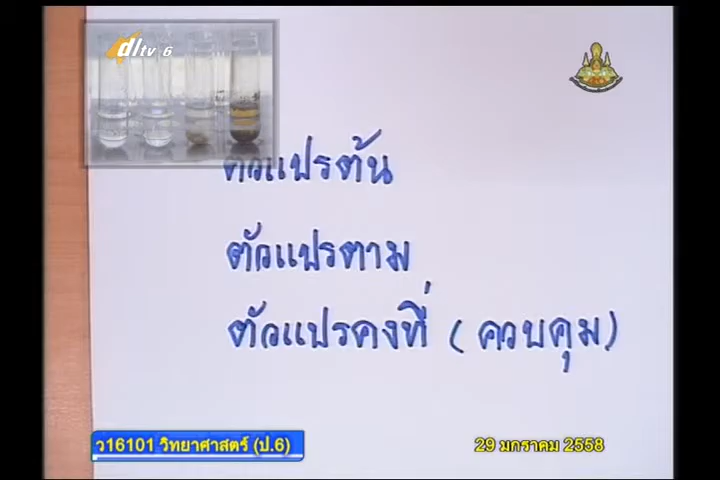 dltv 6
ตัวแปรต้น
ตัวแปรตาม
ตัวแปรคงที่ (ควบคุม)
ว16101 วิทยาศาสตร์ (ป.6)
29 มกราคม 2558